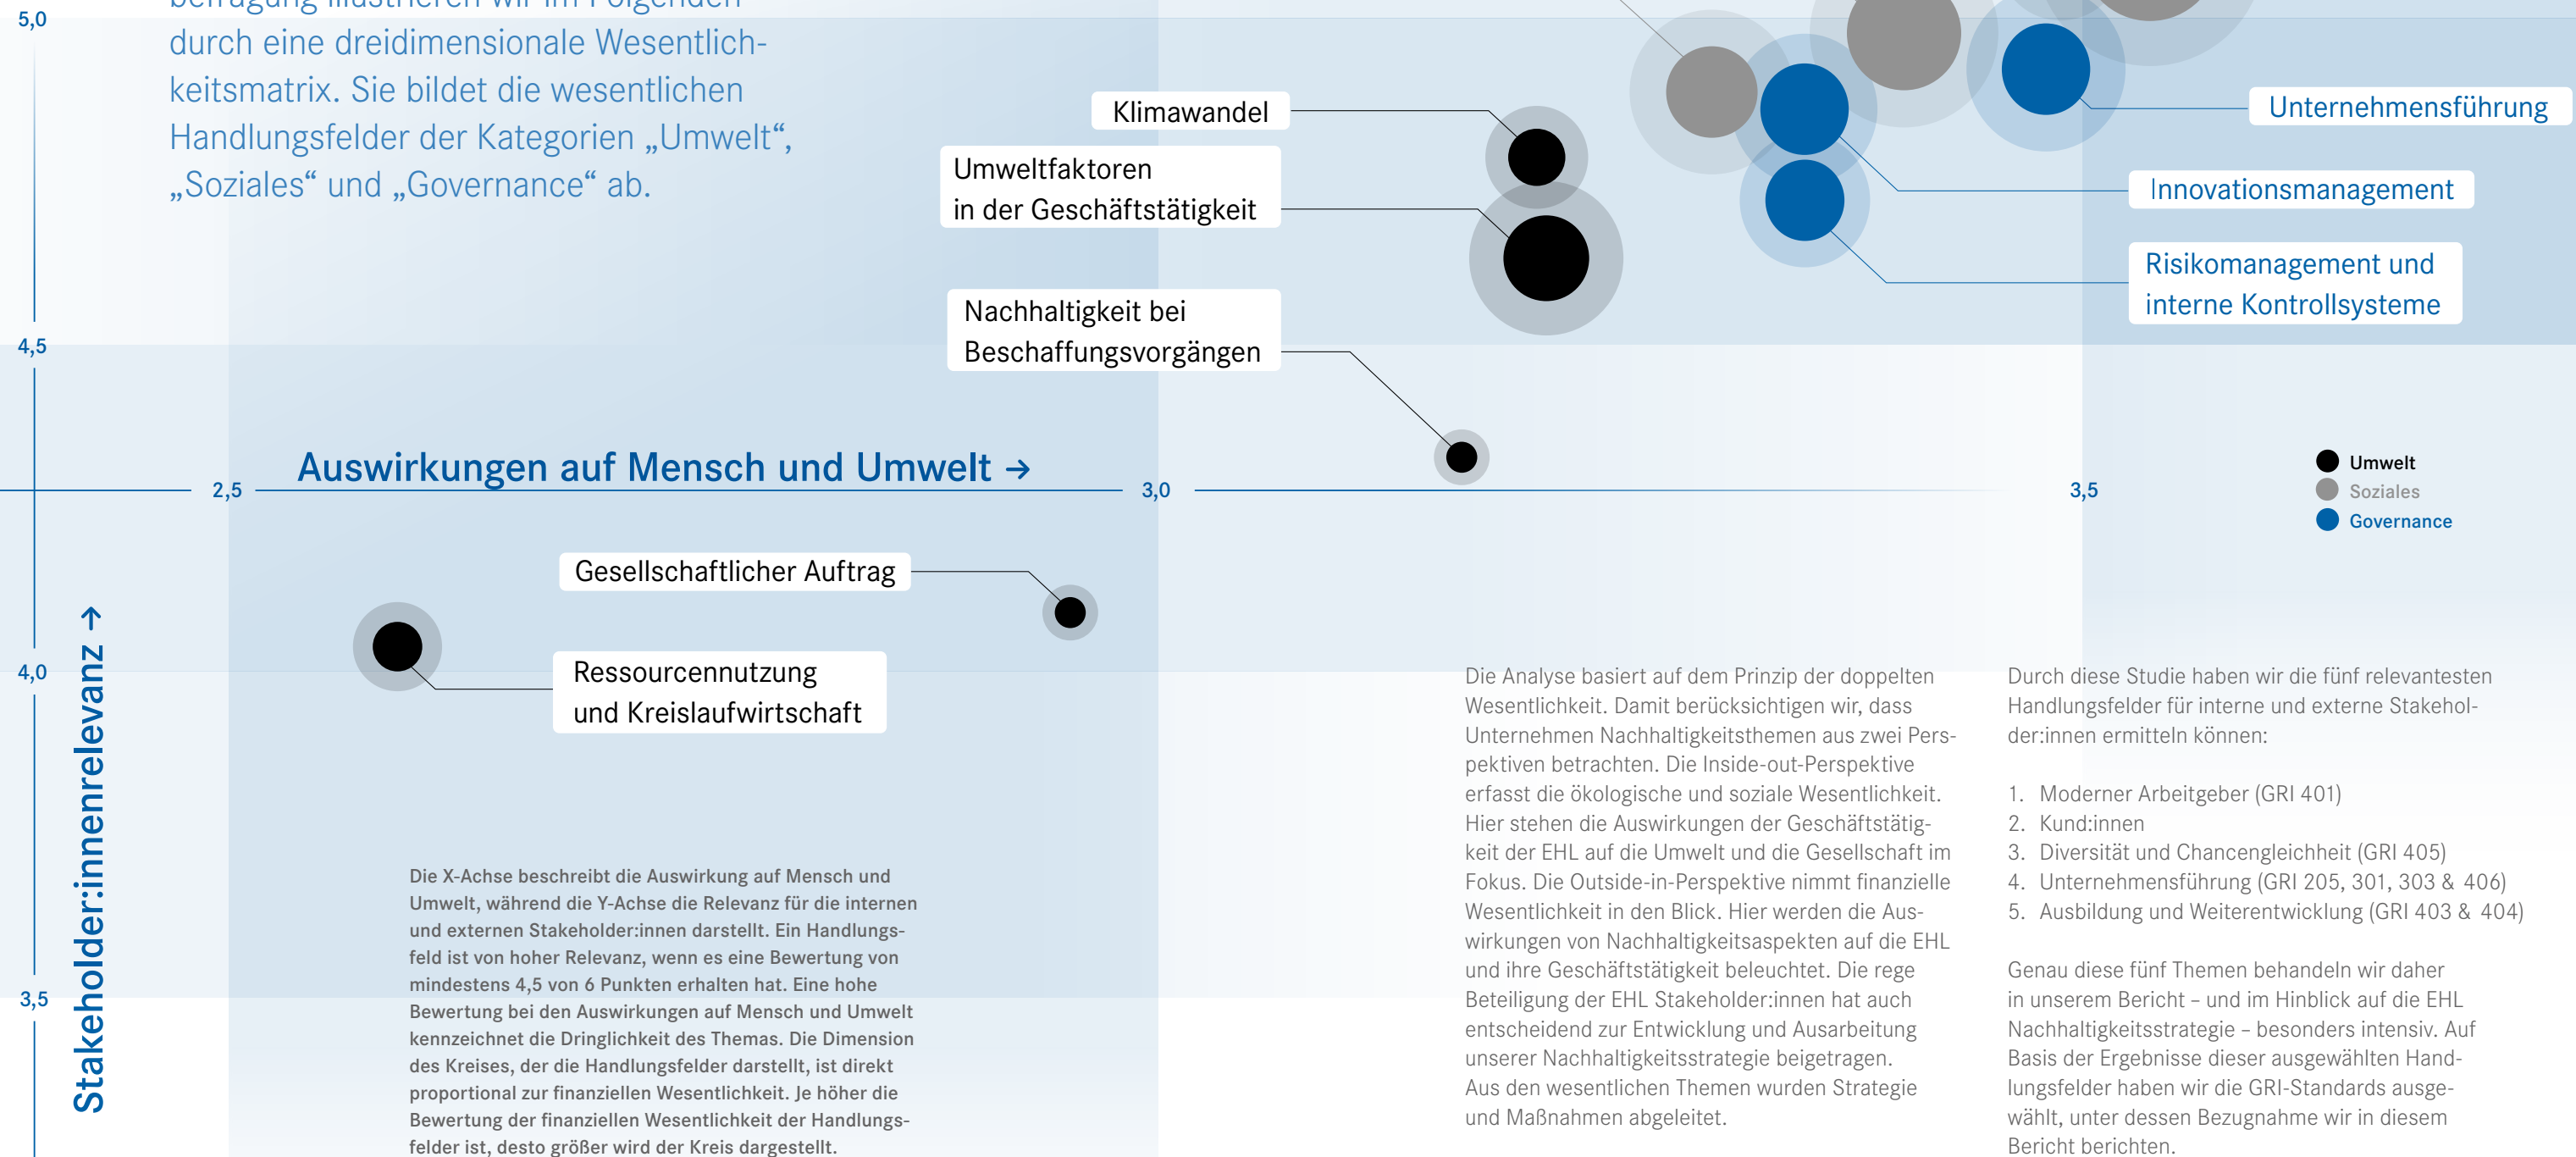 5,0
befragung illustrieren wir im Folgenden
durch eine dreidimensionale Wesentlich-
keitsmatrix. Sie bildet die wesentlichen
Handlungsfelder der Kategorien „Umwelt“,
„Soziales“ und „Governance“ ab.
Klimawandel
Umweltfaktoren
in der Geschäftstätigkeit
Nachhaltigkeit bei
Beschaffungsvorgängen
Unternehmensführung
Innovationsmanagement
Risikomanagement und
interne Kontrollsysteme
4,5
Auswirkungen auf Mensch und Umwelt →
2,5
3,0
3,5
Umwelt
Soziales
Governance
Gesellschaftlicher Auftrag
Ressourcennutzung
und Kreislaufwirtschaft
4,0
Stakeholder:innenrelevanz →
3,5
Die X-Achse beschreibt die Auswirkung auf Mensch und
Umwelt, während die Y-Achse die Relevanz für die internen
und externen Stakeholder:innen darstellt. Ein Handlungs-
feld ist von hoher Relevanz, wenn es eine Bewertung von
mindestens 4,5 von 6 Punkten erhalten hat. Eine hohe
Bewertung bei den Auswirkungen auf Mensch und Umwelt
kennzeichnet die Dringlichkeit des Themas. Die Dimension
des Kreises, der die Handlungsfelder darstellt, ist direkt
proportional zur finanziellen Wesentlichkeit. Je höher die
Bewertung der finanziellen Wesentlichkeit der Handlungs-
felder ist, desto größer wird der Kreis dargestellt.
Die Analyse basiert auf dem Prinzip der doppelten
Wesentlichkeit. Damit berücksichtigen wir, dass
Unternehmen Nachhaltigkeitsthemen aus zwei Pers-
pektiven betrachten. Die Inside-out-Perspektive
erfasst die ökologische und soziale Wesentlichkeit.
Hier stehen die Auswirkungen der Geschäftstätig-
keit der EHL auf die Umwelt und die Gesellschaft im
Fokus. Die Outside-in-Perspektive nimmt finanzielle
Wesentlichkeit in den Blick. Hier werden die Aus-
wirkungen von Nachhaltigkeitsaspekten auf die EHL
und ihre Geschäftstätigkeit beleuchtet. Die rege
Beteiligung der EHL Stakeholder:innen hat auch
entscheidend zur Entwicklung und Ausarbeitung
unserer Nachhaltigkeitsstrategie beigetragen.
Aus den wesentlichen Themen wurden Strategie
und Maßnahmen abgeleitet.
Durch diese Studie haben wir die fünf relevantesten
Handlungsfelder für interne und externe Stakehol-
der:innen ermitteln können:
1. Moderner Arbeitgeber (GRI 401)
2. Kund:innen
3. Diversität und Chancengleichheit (GRI 405)
4. Unternehmensführung (GRI 205, 301, 303 & 406)
5. Ausbildung und Weiterentwicklung (GRI 403 & 404)
Genau diese fünf Themen behandeln wir daher
in unserem Bericht – und im Hinblick auf die EHL
Nachhaltigkeitsstrategie – besonders intensiv. Auf
Basis der Ergebnisse dieser ausgewählten Hand-
lungsfelder haben wir die GRI-Standards ausge-
wählt, unter dessen Bezugnahme wir in diesem
Bericht berichten.